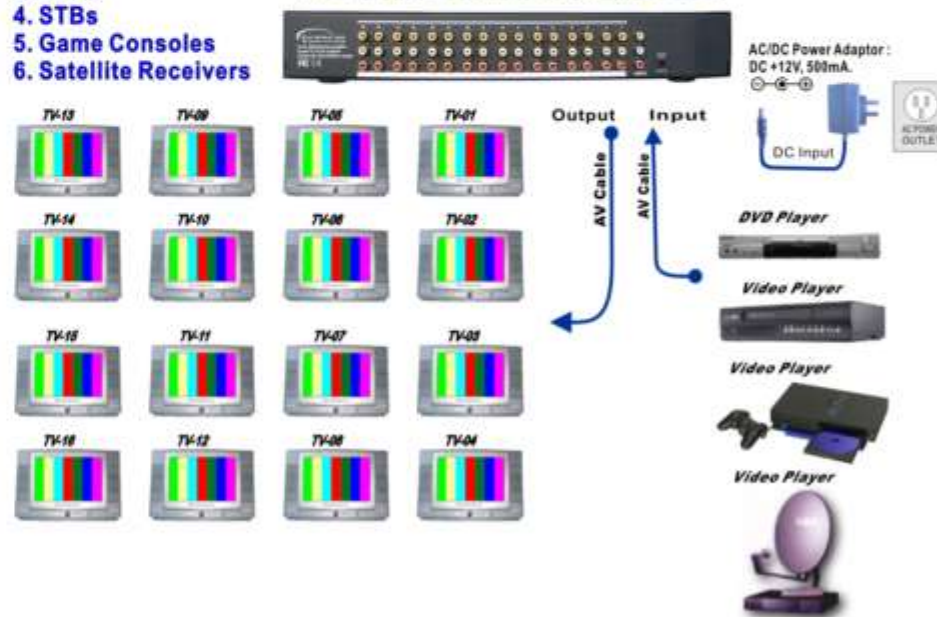 4. STBs
5. Game Consoles
6. Satellite Receivers
AC/DC Power Adaptor :
DC +12V, 500mA.
Output Input
AV Cable
AV Cable
DC Input
AC POWER
OUTLET
TV-13 TV-09 TV-05 TV-01
TV-14 TV-10 TV-06 TV-02
TV-15 TV-11 TV-07 TV-03
TV-16 TV-12 TV-08 TV-04
DVD Player
Video Player
Video Player
Video Player